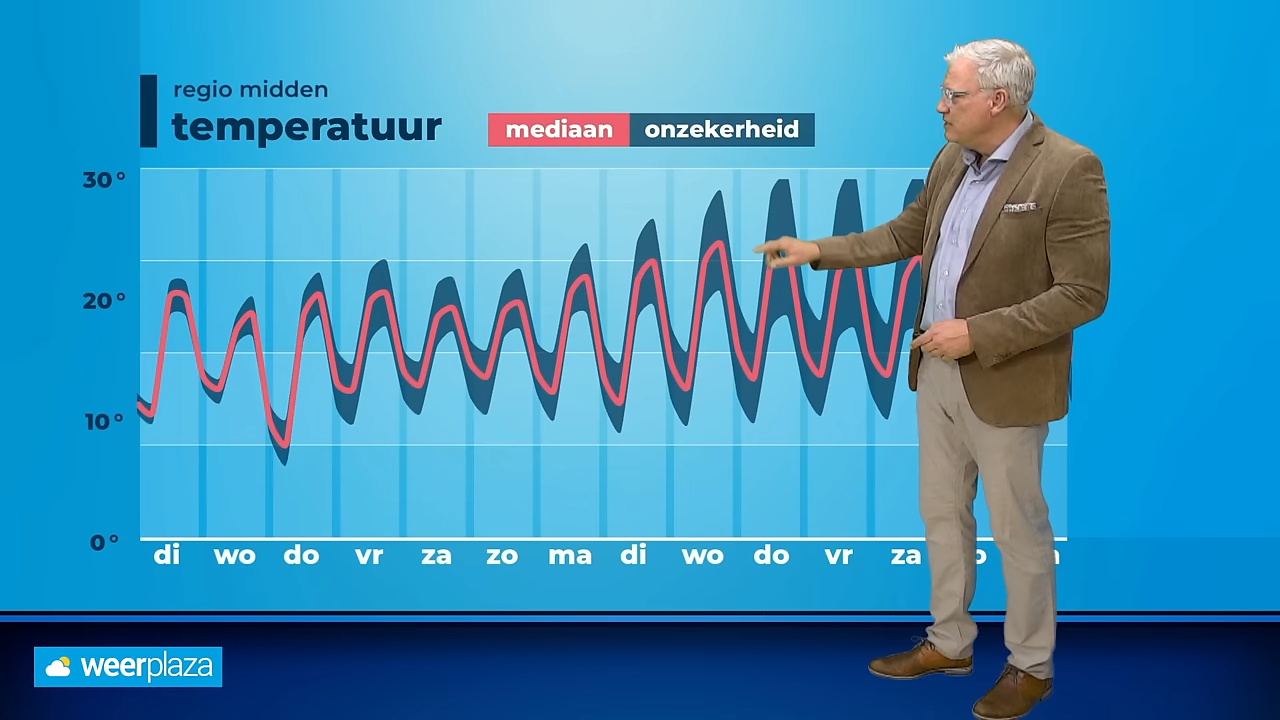 regio midden
temperatuur
mediaan onzekerheid
30°
20°
10°
0°
di wo do vr za zo ma di wo do vr za
weerplaza